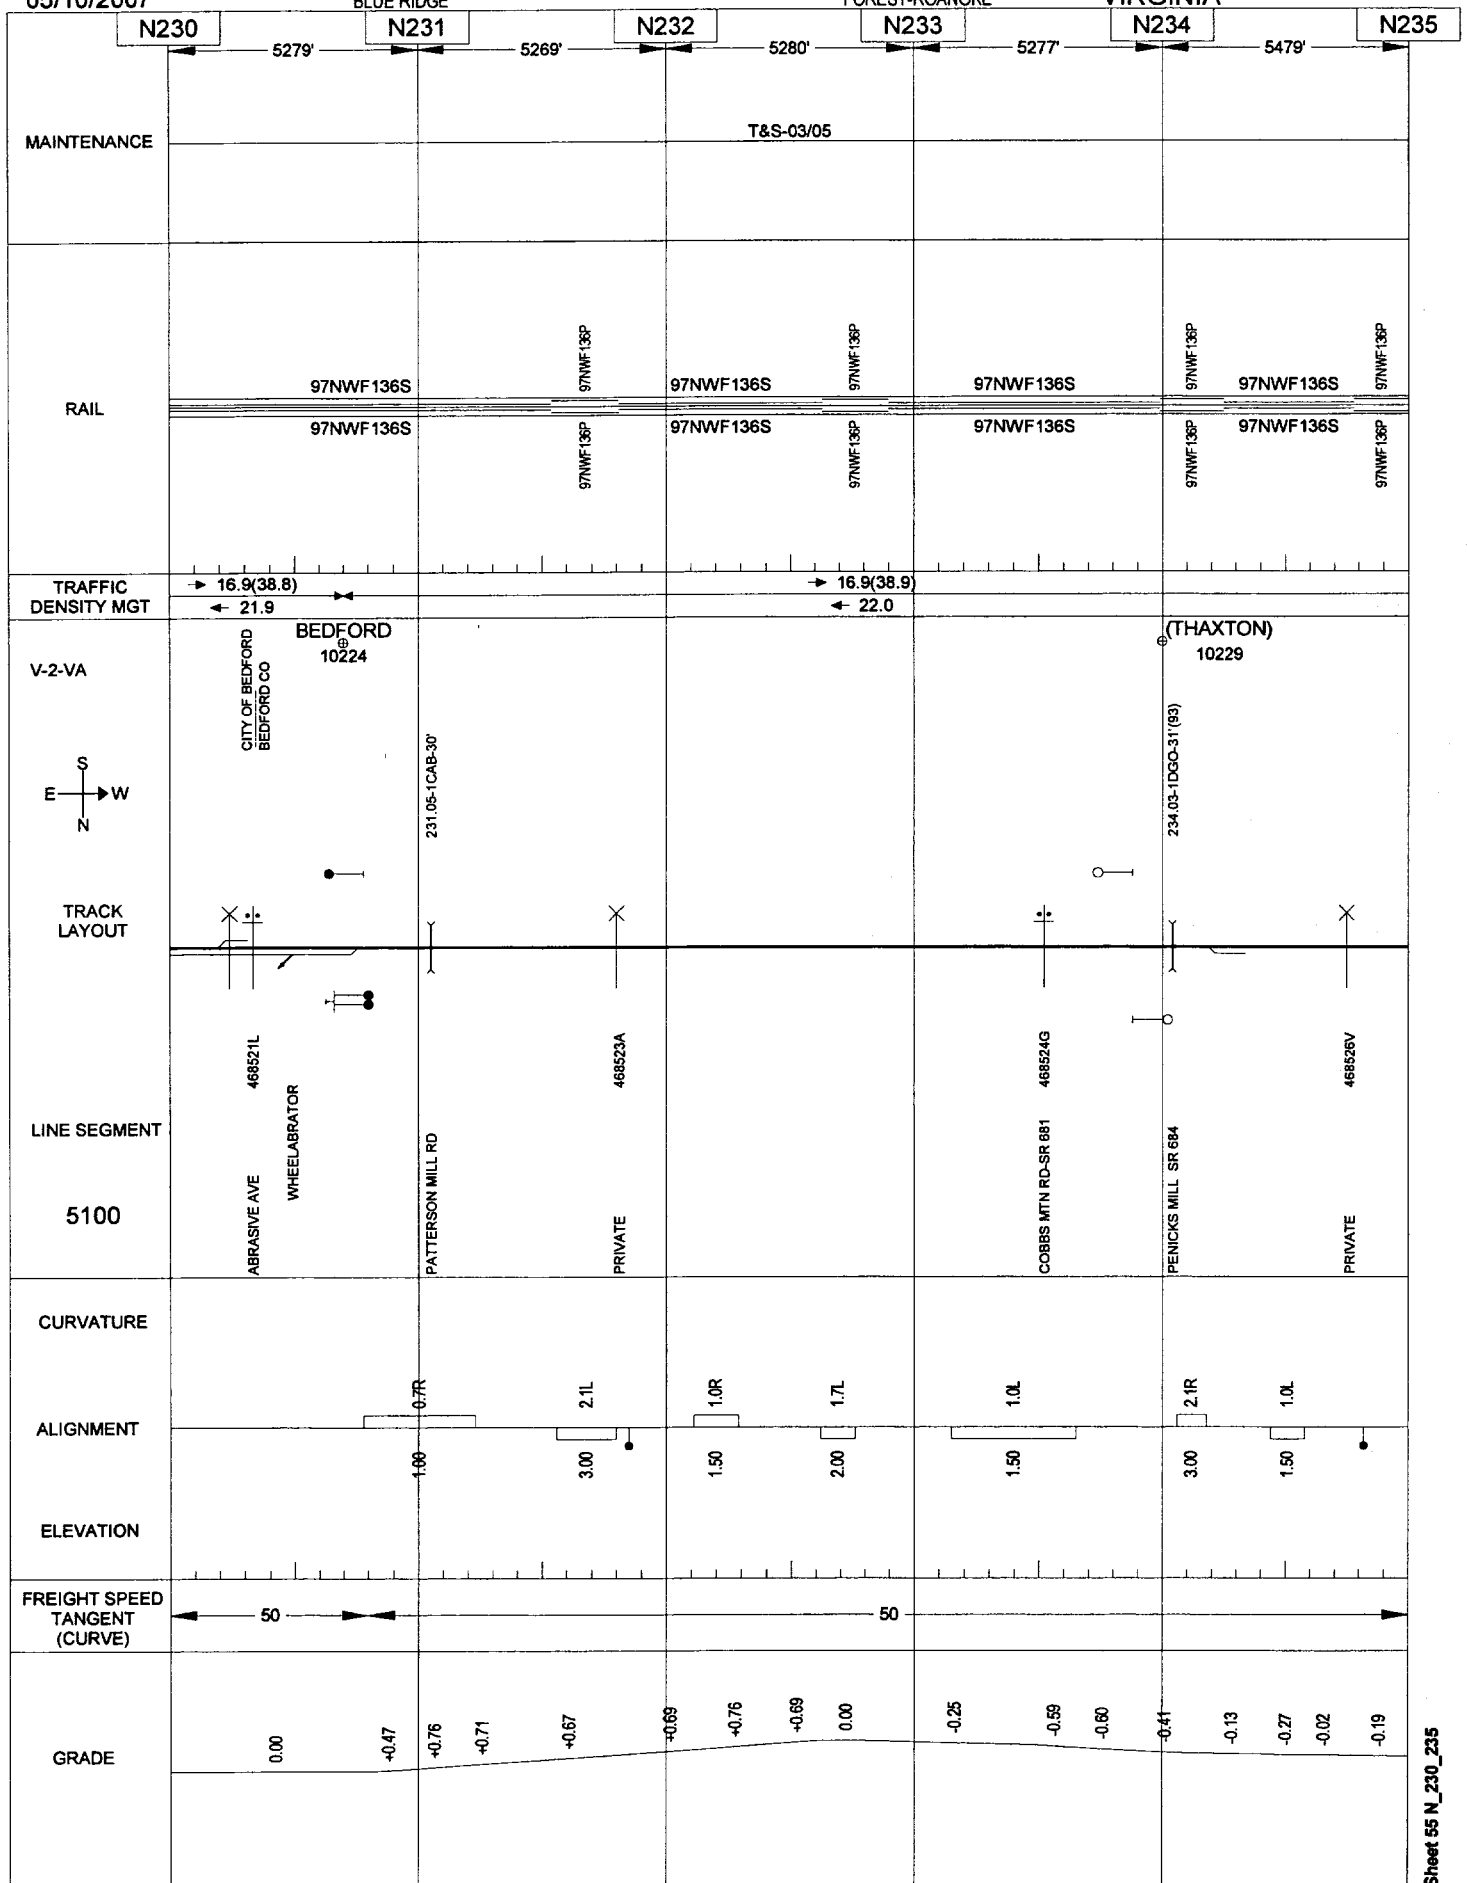 05/10/2007 BLUE RIDGE FOREST-ROANORE VIRGINIA
N230 N231 N232 N233 N234 N235
5279' 5269' 5280' 5277' 5479'
MAINTENANCE
T&S-03/05
RAIL
97NWF136P 97NWF136P 97NWF136P 97NWF136P
97NWF136S 97NWF136S 97NWF136S 97NWF136S
97NWF136S 97NWF136S 97NWF136S 97NWF136S
97NWF136P 97NWF136P 97NWF136P 97NWF136P
TRAFFIC
DENSITY MGT
16.9(38.8) 16.9(38.9)
21.9 22.0
V-2-VA
CITY OF BEDFORD
BEDFORD CO
BEDFORD
10224
(THAXTON)
10229
S
E W
N
231.05-1CAB-30'
234.03-1DGO-31'(93)
TRACK
LAYOUT
468521L
468523A
468524G
468526V
LINE SEGMENT
5100
ABRASIVE AVE
WHEELABRATOR
PATTERSON MILL RD
PRIVATE
COBBS MTN RD-SR 681
PENICKS MILL SR 684
PRIVATE
CURVATURE
0.7R 2.1L 1.0R 1.7L 1.0L 2.1R 1.0L
ALIGNMENT
1.00 3.00 1.50 2.00 1.50 3.00 1.50
ELEVATION
FREIGHT SPEED
TANGENT
(CURVE)
50 50
GRADE
0.00 +0.47 +0.76 +0.71 +0.67 +0.69 +0.76 +0.69 0.00 -0.25 -0.59 -0.60 -0.41 -0.13 -0.27 -0.02 -0.19
Sheet 55 N_230_235